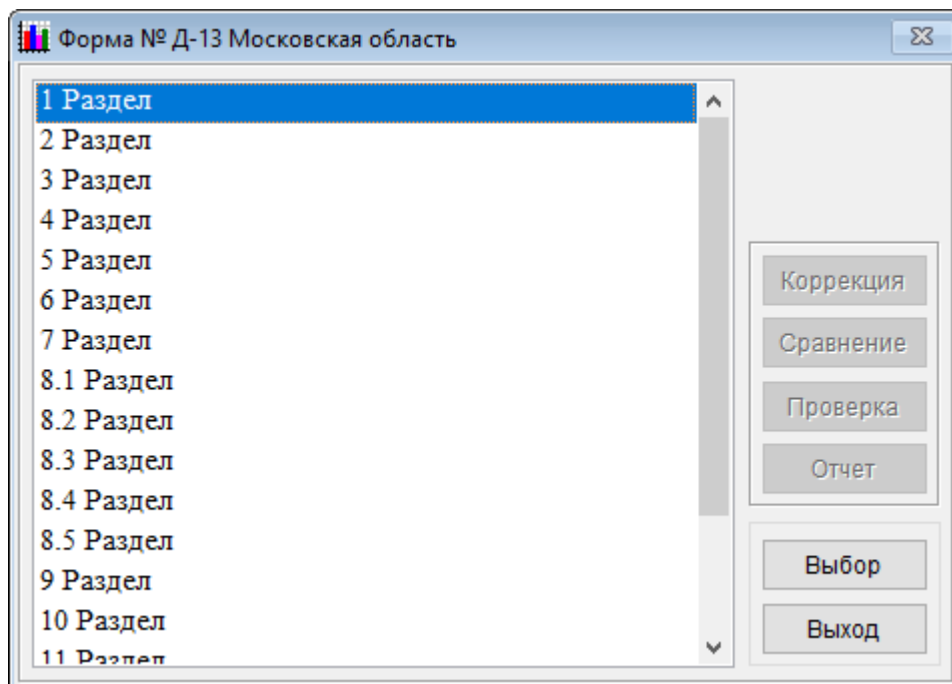 Форма № Д-13 Московская область
1 Раздел
2 Раздел
3 Раздел
4 Раздел
5 Раздел
6 Раздел
7 Раздел
8.1 Раздел
8.2 Раздел
8.3 Раздел
8.4 Раздел
8.5 Раздел
9 Раздел
10 Раздел
11 Раздел
Коррекция
Сравнение
Проверка
Отчет
Выбор
Выход